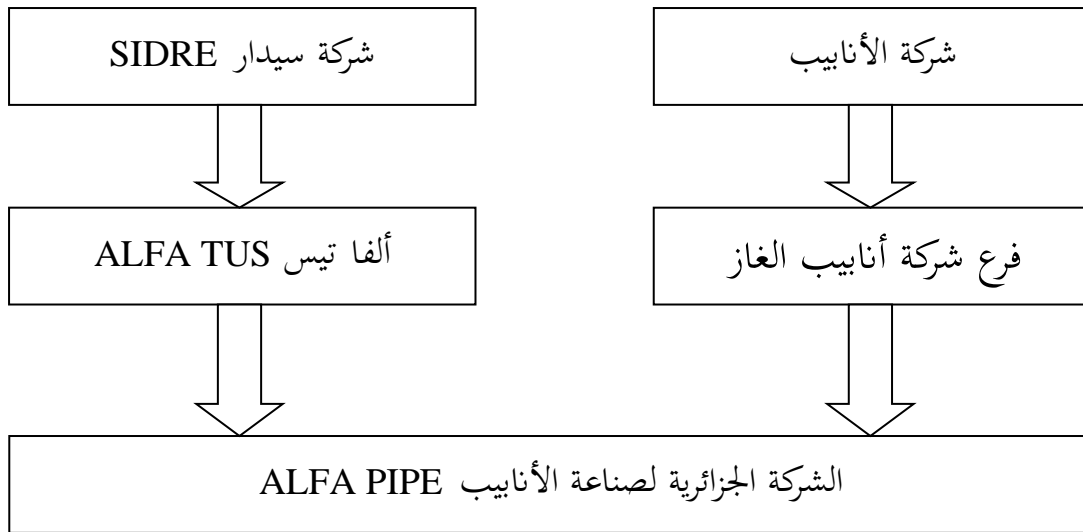 شركة الأنابيب
شركة سيدار SIDRE
فرع شركة أنابيب الغاز
ألفا تيس ALFA TUS
الشركة الجزائرية لصناعة الأنابيب ALFA PIPE